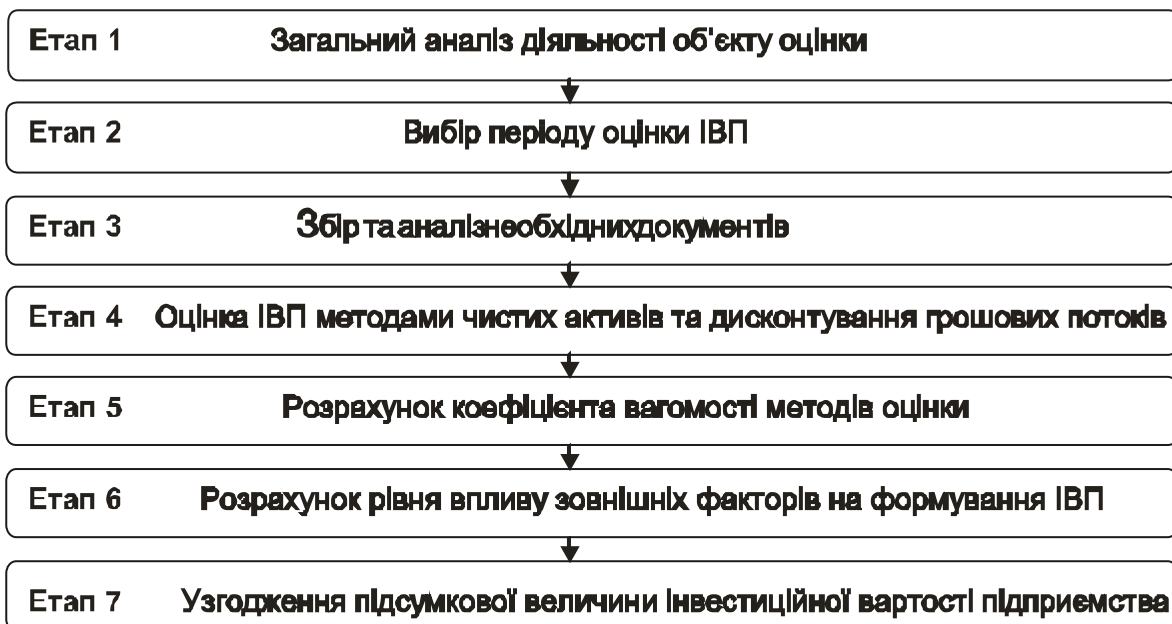 Етап 1 Загальний аналіз діяльності об'єкту оцінки
Етап 2 Вибір періоду оцінки ІВП
Етап 3 Збір та аналіз необхідних документів
Етап 4 Оцінка ІВП методами чистих активів та дисконтування грошових потоків
Етап 5 Розрахунок коефіцієнта вагомості методів оцінки
Етап 6 Розрахунок рівня впливу зовнішніх факторів на формування ІВП
Етап 7 Узгодження підсумкової величини інвестиційної вартості підприємства